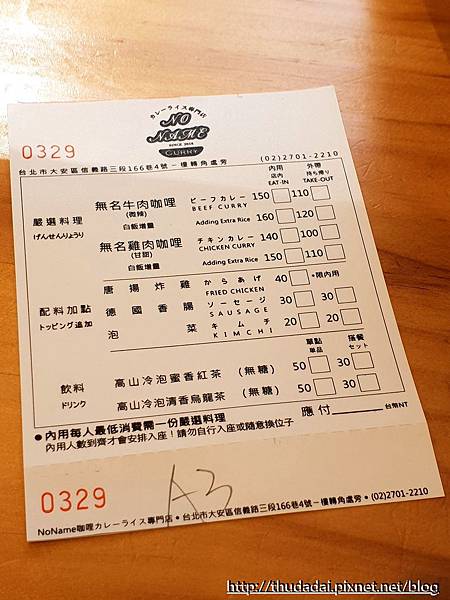 カレーライス専門店
NO
NAME
SINCE 2016
CURRY
0329
台北市大安區信義路三段166巷4號一樓轉角處旁 (02)2701-2210
內用 外帶
店內 持ち帰り
EAT-IN TAKE-OUT
嚴選料理
げんせんりょうり
無名牛肉咖哩 ビーフカレー 150 110
(微辣) BEEF CURRY
白飯增量 Adding Extra Rice 160 120
無名雞肉咖哩 チキンカレー 140 100
(甘甜) CHICKEN CURRY
白飯增量 Adding Extra Rice 150 110
配料加點
トッピング追加
唐揚炸雞 からあげ 40 *限內用
FRIED CHICKEN
德國香腸 ソーセージ 30 30
SAUSAGE
泡菜 キムチ 20 20
KIMCHI
單點 搭餐
単品 セット
飲料
ドリンク
高山冷泡蜜香紅茶 (無糖) 50 30
高山冷泡清香烏龍茶 (無糖) 50 30
應付 台幣NT
●內用每人最低消費需一份嚴選料理
內用人數到齊才會安排入座！請勿自行入座或隨意換位子
0329 A3
NoName咖哩カレーライス專門店•台北市大安區信義路三段166巷4號一樓轉角處旁•(02)2701-2210
http://thudadai.pixnet.net/blog